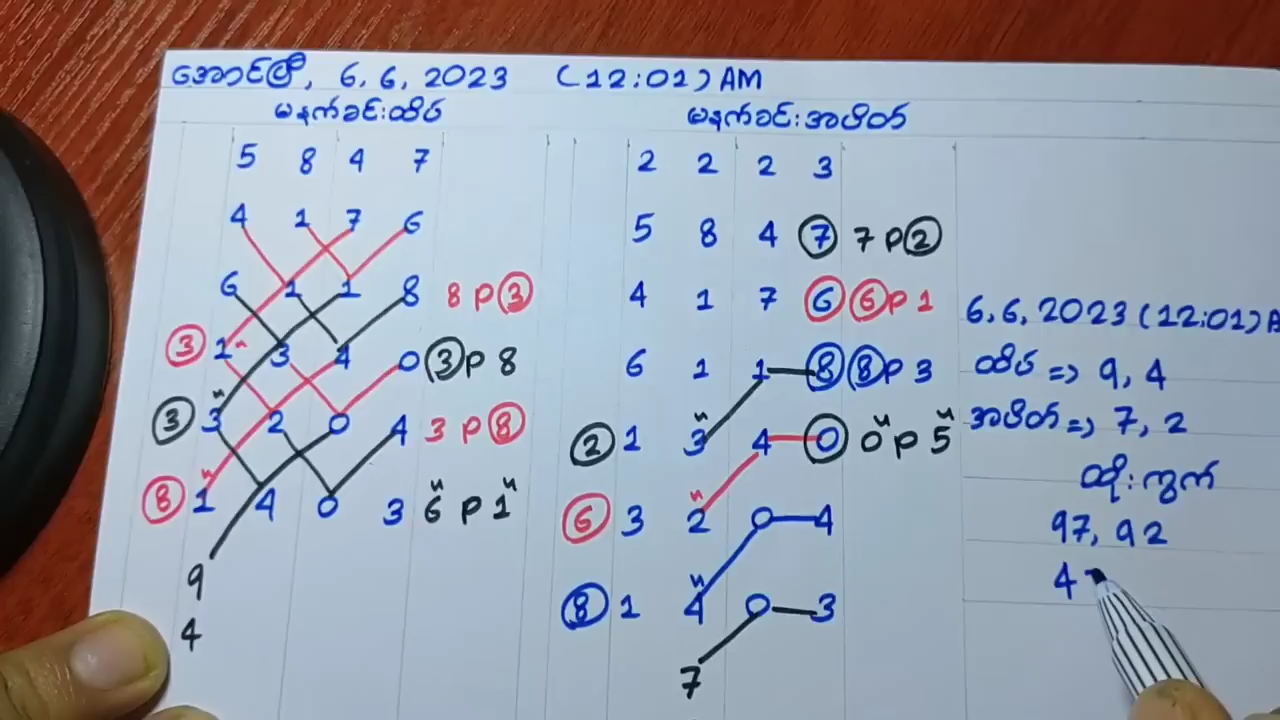 အောင်ဗြီ, 6, 6, 2023 (12:01) AM
မနက်ခင်းထိပ်
5 8 4 7
4 1 7 6
6 1 1 8 8 P 3
3 1" 3 4 0 3 P 8
3 3" 2 0 4 3 P 8
8 1" 4 0 3 6" P 1"
9
4
မနက်ခင်းအပိတ်
2 2 2 3
5 8 4 7 7 P 2
4 1 7 6 6 P 1
6 1 1 8 8 P 3
2 1 3" 4 0 0" P 5"
6 3 2" 0 4
8 1 4" 0 3
7
6, 6, 2023 (12:01) A
ထိပ် => 9, 4
အပိတ် => 7, 2
ထိုးကွက်
97, 92
4